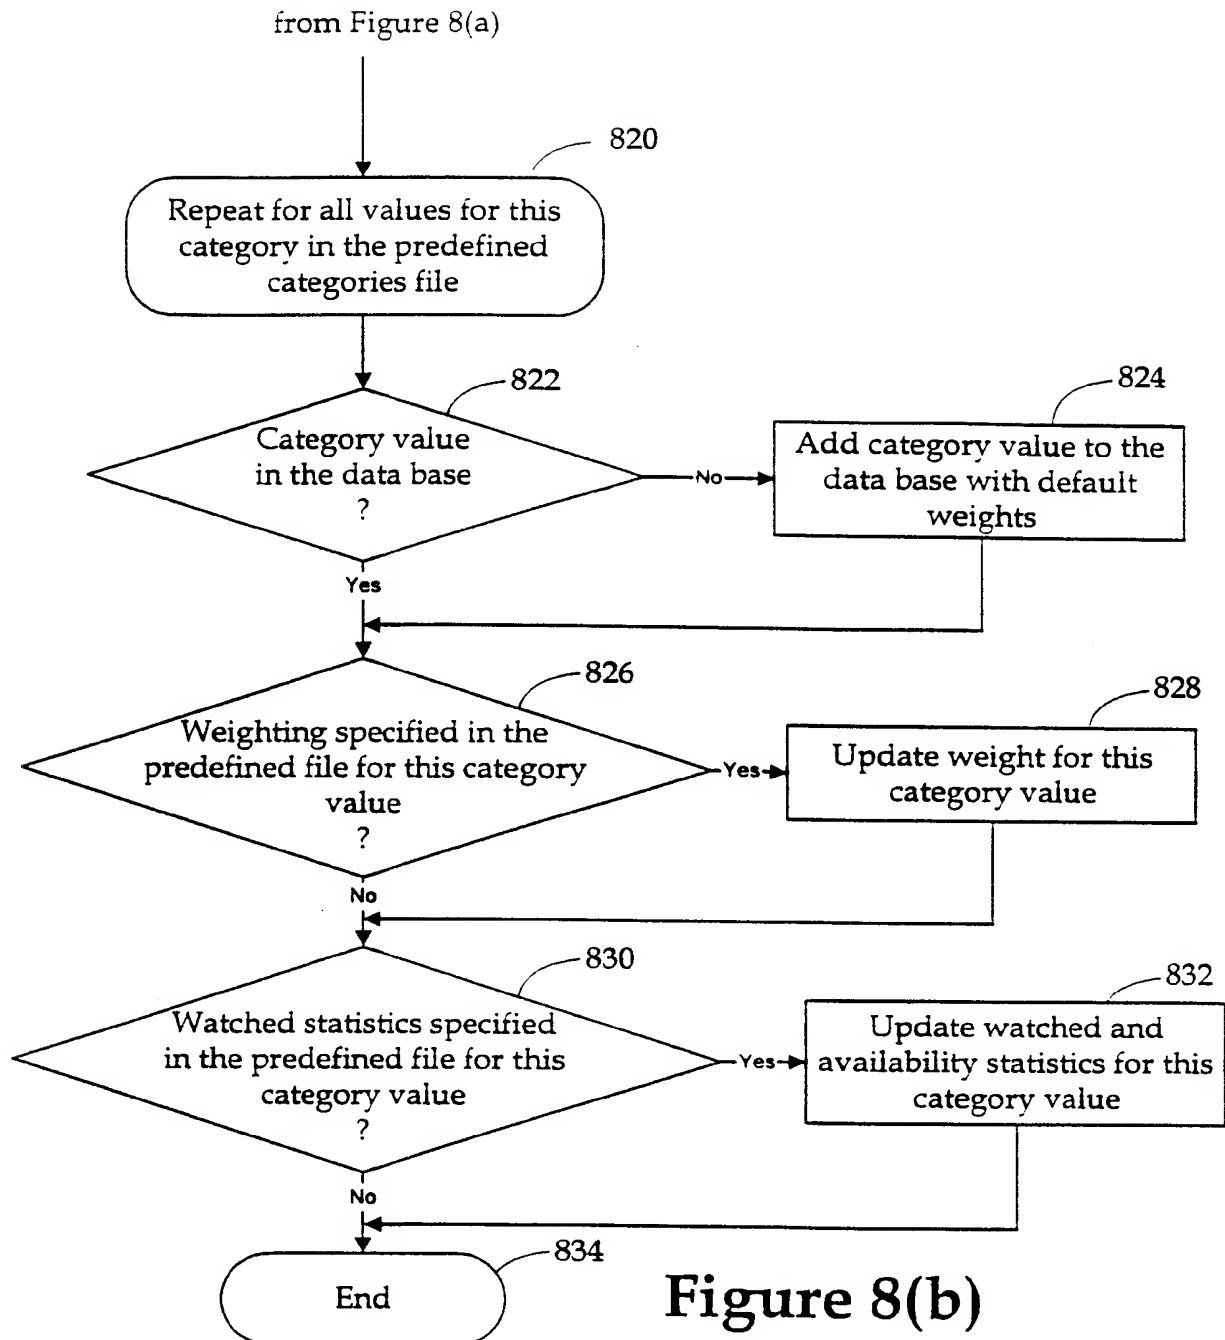 from Figure 8(a)
820
Repeat for all values for this
category in the predefined
categories file
822
Category value
in the data base
?
No
824
Add category value to the
data base with default
weights
Yes
826
Weighting specified in the
predefined file for this category
value
?
Yes
828
Update weight for this
category value
No
830
Watched statistics specified
in the predefined file for this
category value
?
Yes
832
Update watched and
availability statistics for this
category value
No
834
End
Figure 8(b)